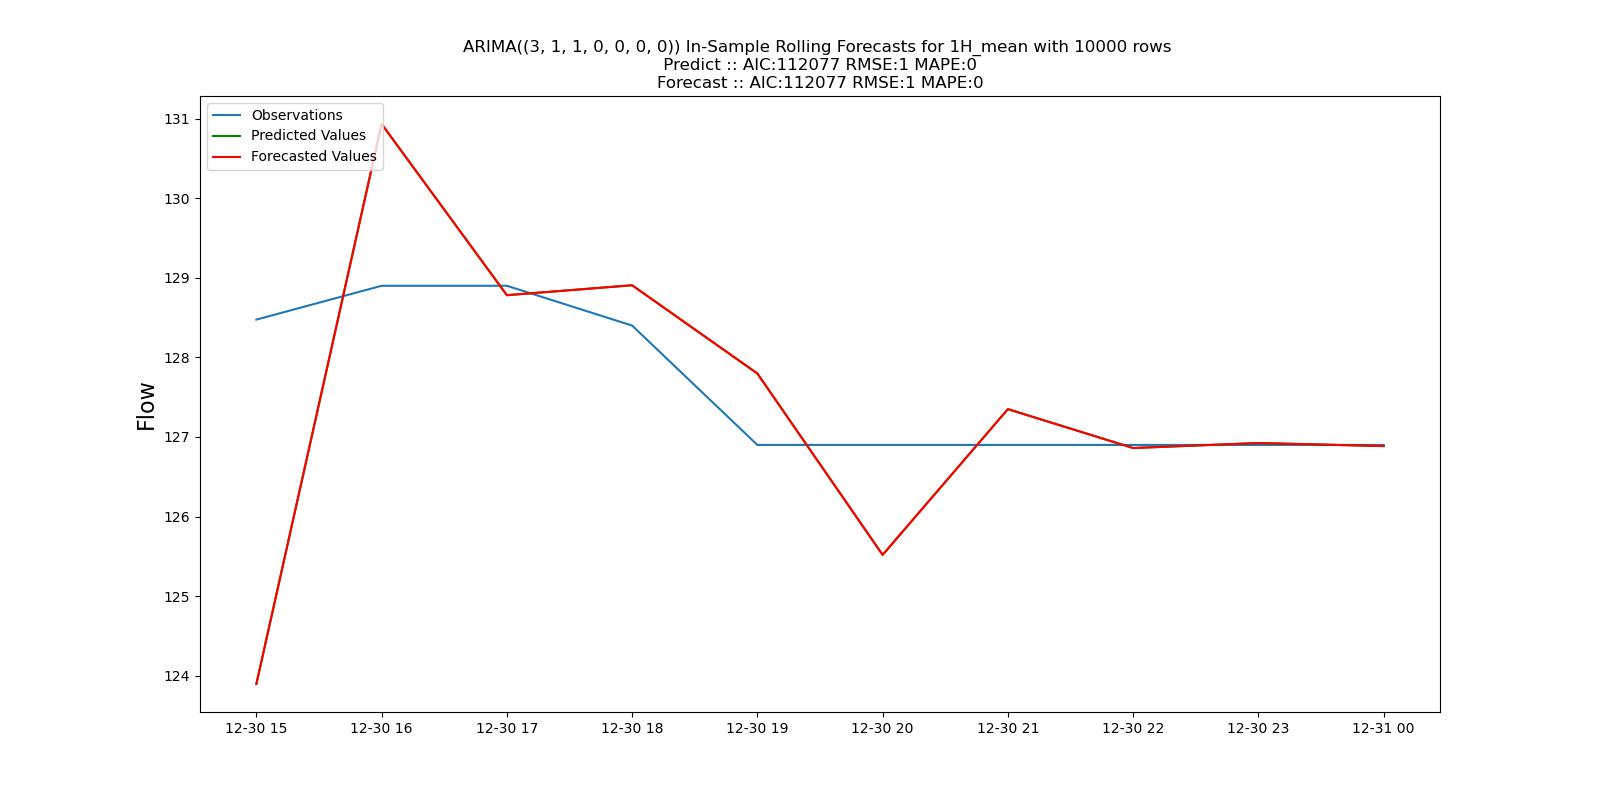 ARIMA((3, 1, 1, 0, 0, 0, 0)) In-Sample Rolling Forecasts for 1H_mean with 10000 rows
Predict :: AIC:112077 RMSE:1 MAPE:0
Forecast :: AIC:112077 RMSE:1 MAPE:0
Observations
Predicted Values
Forecasted Values
131
130
129
128
127
126
125
124
Flow
12-30 15 12-30 16 12-30 17 12-30 18 12-30 19 12-30 20 12-30 21 12-30 22 12-30 23 12-31 00